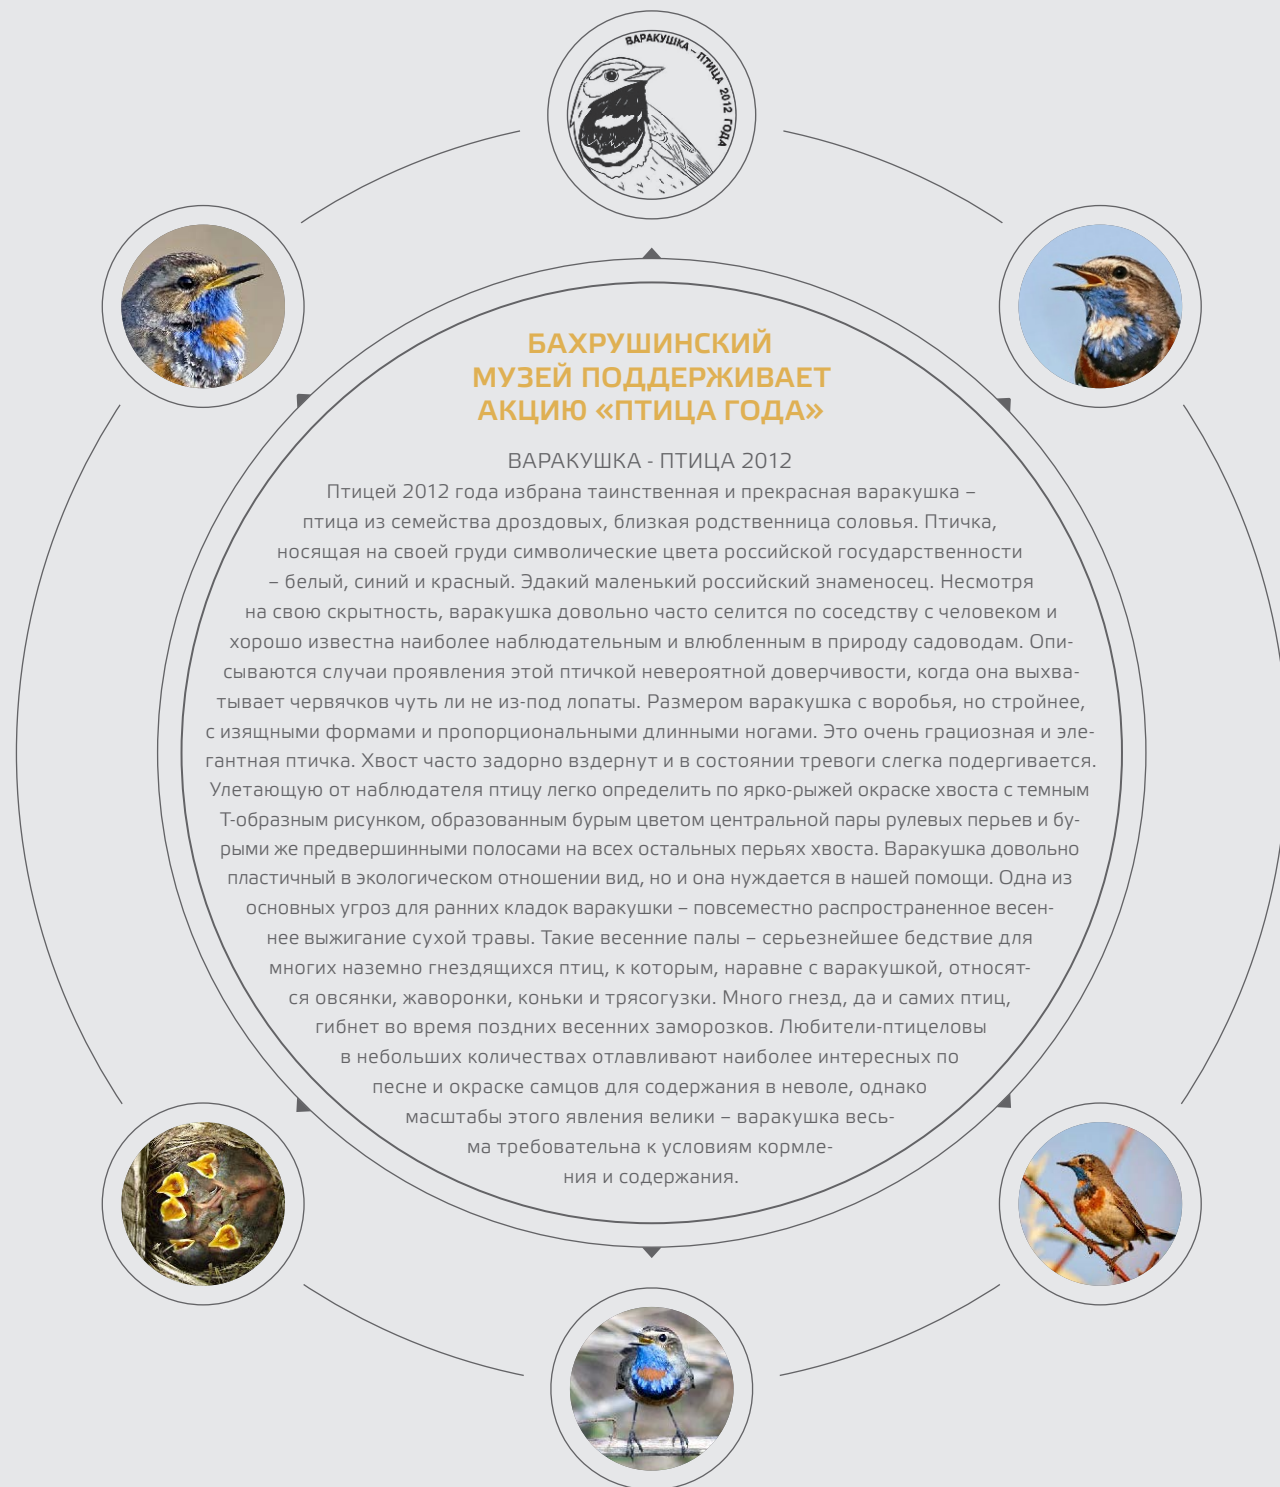 ВАРАКУШКА – ПТИЦА 2012 ГОДА
БАХРУШИНСКИЙ
МУЗЕЙ ПОДДЕРЖИВАЕТ
АКЦИЮ «ПТИЦА ГОДА»
ВАРАКУШКА - ПТИЦА 2012
Птицей 2012 года избрана таинственная и прекрасная варакушка –
птица из семейства дроздовых, близкая родственница соловья. Птичка,
носящая на своей груди символические цвета российской государственности
– белый, синий и красный. Эдакий маленький российский знаменосец. Несмотря
на свою скрытность, варакушка довольно часто селится по соседству с человеком и
хорошо известна наиболее наблюдательным и влюбленным в природу садоводам. Опи-
сываются случаи проявления этой птичкой невероятной доверчивости, когда она выхва-
тывает червячков чуть ли не из-под лопаты. Размером варакушка с воробья, но стройнее,
с изящными формами и пропорциональными длинными ногами. Это очень грациозная и эле-
гантная птичка. Хвост часто задорно вздернут и в состоянии тревоги слегка подергивается.
Улетающую от наблюдателя птицу легко определить по ярко-рыжей окраске хвоста с темным
Т-образным рисунком, образованным бурым цветом центральной пары рулевых перьев и бу-
рыми же предвершинными полосами на всех остальных перьях хвоста. Варакушка довольно
пластичный в экологическом отношении вид, но и она нуждается в нашей помощи. Одна из
основных угроз для ранних кладок варакушки – повсеместно распространенное весен-
нее выжигание сухой травы. Такие весенние палы – серьезнейшее бедствие для
многих наземно гнездящихся птиц, к которым, наравне с варакушкой, относят-
ся овсянки, жаворонки, коньки и трясогузки. Много гнезд, да и самих птиц,
гибнет во время поздних весенних заморозков. Любители-птицеловы
в небольших количествах отлавливают наиболее интересных по
песне и окраске самцов для содержания в неволе, однако
масштабы этого явления велики – варакушка весь-
ма требовательна к условиям кормле-
ния и содержания.